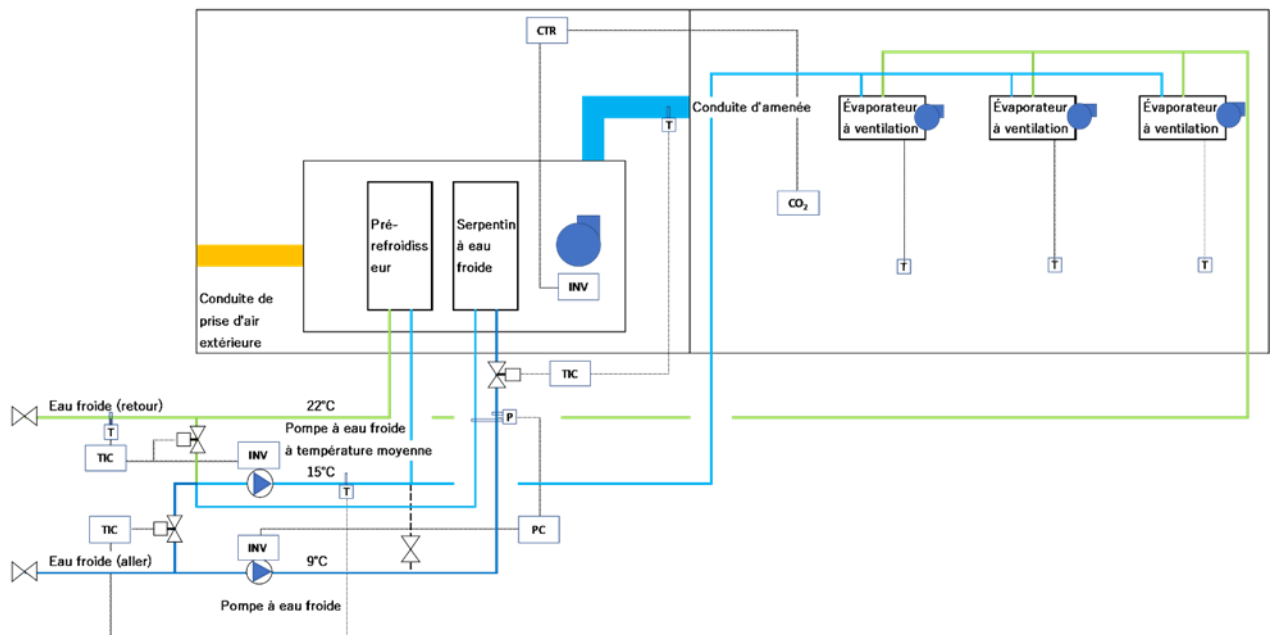 CTR
Conduite d'amenée
T
Évaporateur
à ventilation
Évaporateur
à ventilation
Évaporateur
à ventilation
CO₂
Pré-
refroidiss
eur
Serpentin
à eau
froide
INV
T
T
T
Conduite de
prise d'air
extérieure
TIC
Eau froide (retour)
22°C
P
T
Pompe à eau froide
à température moyenne
TIC
INV
15°C
T
TIC
PC
INV
Eau froide (aller)
9°C
Pompe à eau froide